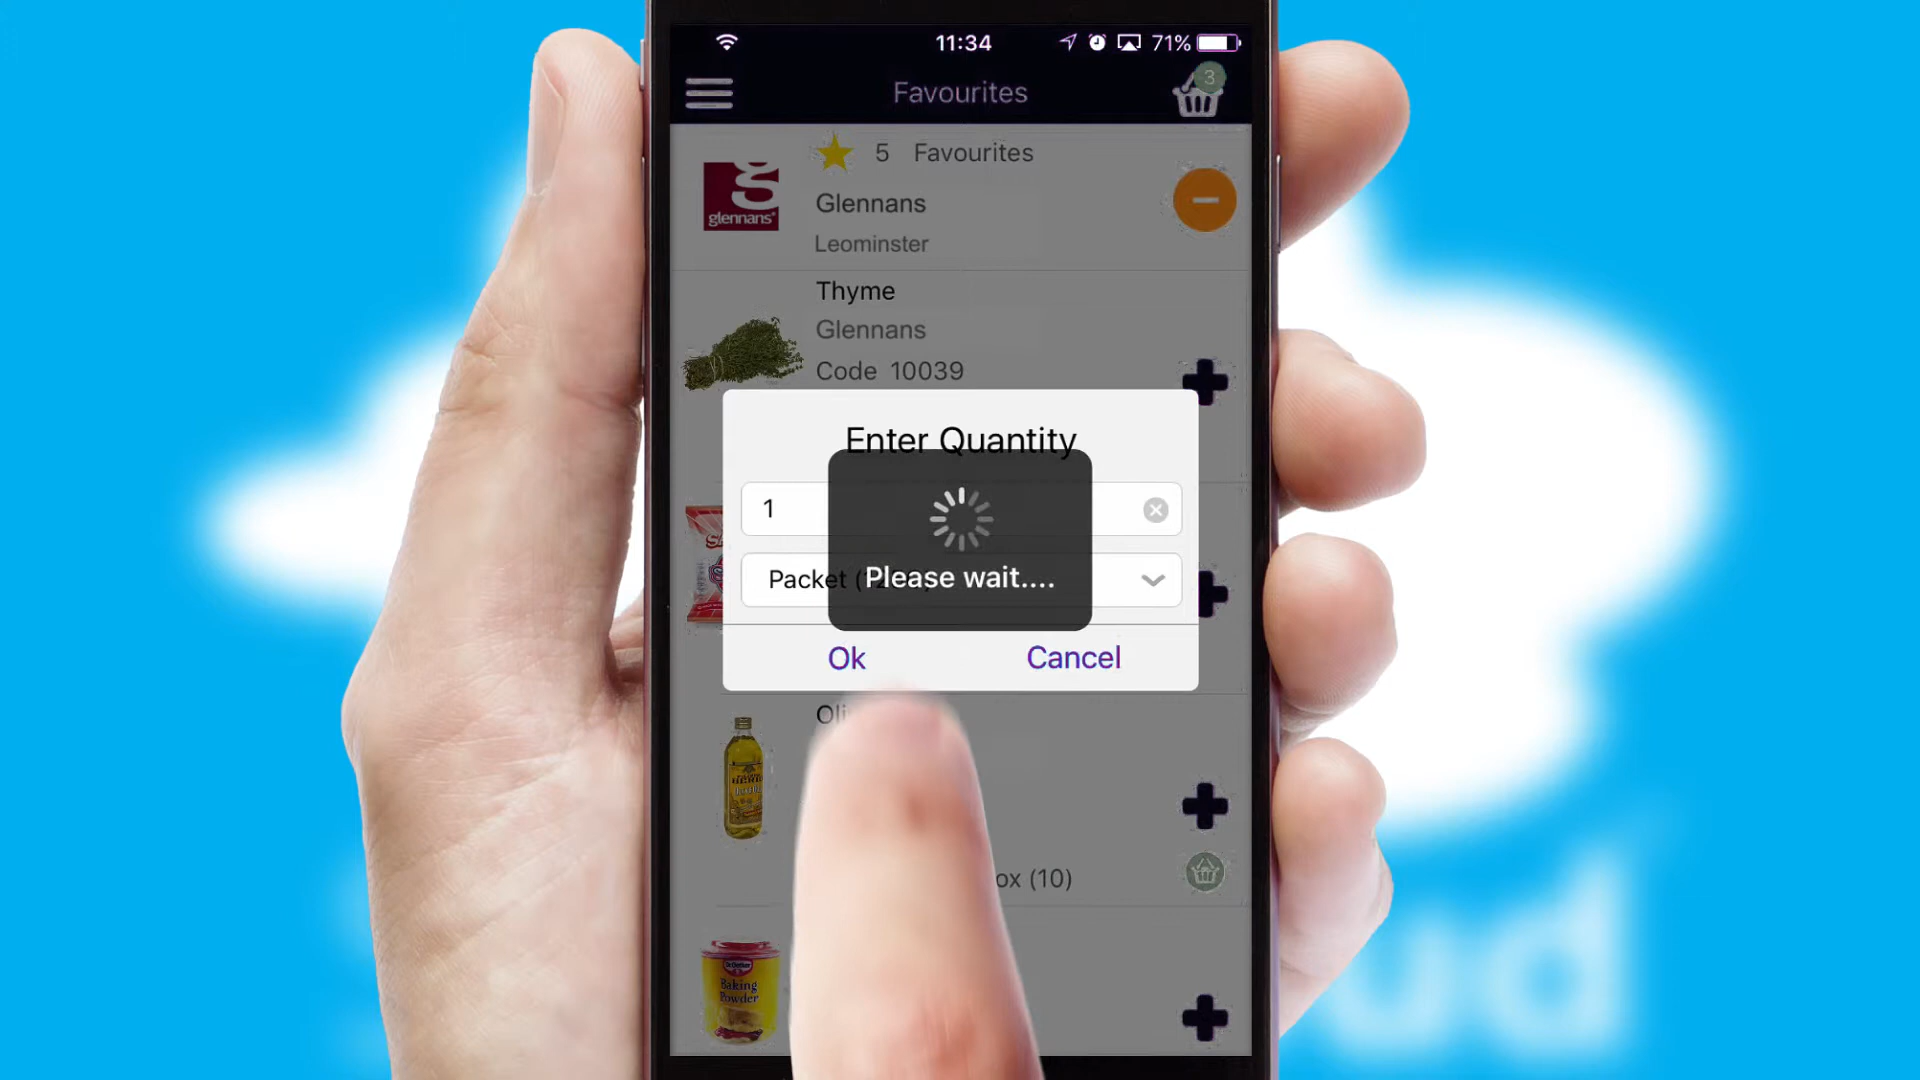 11:34
71%
Favourites
3
5 Favourites
glennans
Glennans
Leominster
Thyme
Glennans
Code 10039
Enter Quantity
1
Packet
Please wait....
Ok
Cancel
ox (10)
Baking
Powder
ud